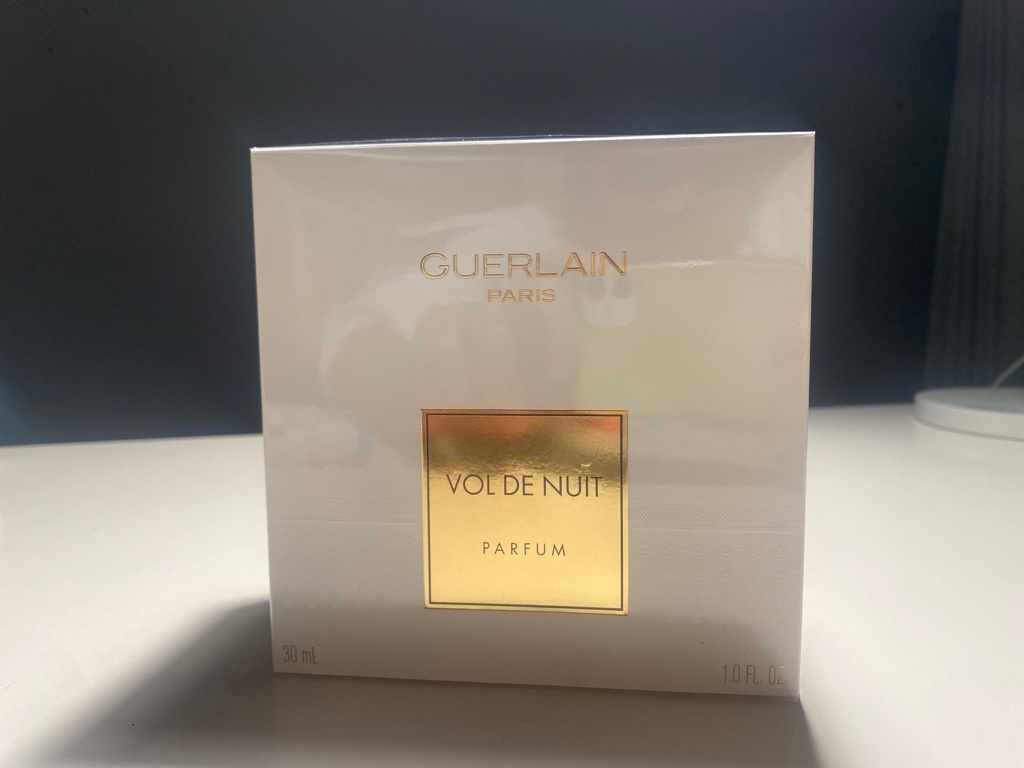 GUERLAIN
PARIS
VOL DE NUIT
PARFUM
30 mL
1.0 FL. OZ.